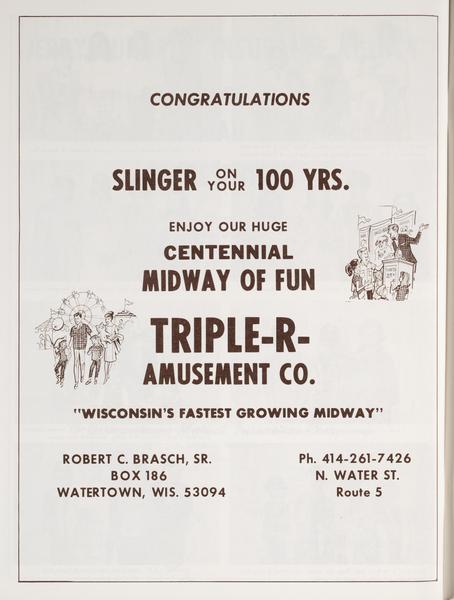 CONGRATULATIONS
SLINGER ON YOUR 100 YRS.
ENJOY OUR HUGE
CENTENNIAL
MIDWAY OF FUN
TRIPLE-R-
AMUSEMENT CO.
"WISCONSIN'S FASTEST GROWING MIDWAY"
ROBERT C. BRASCH, SR.
BOX 186
WATERTOWN, WIS. 53094
Ph. 414-261-7426
N. WATER ST.
Route 5